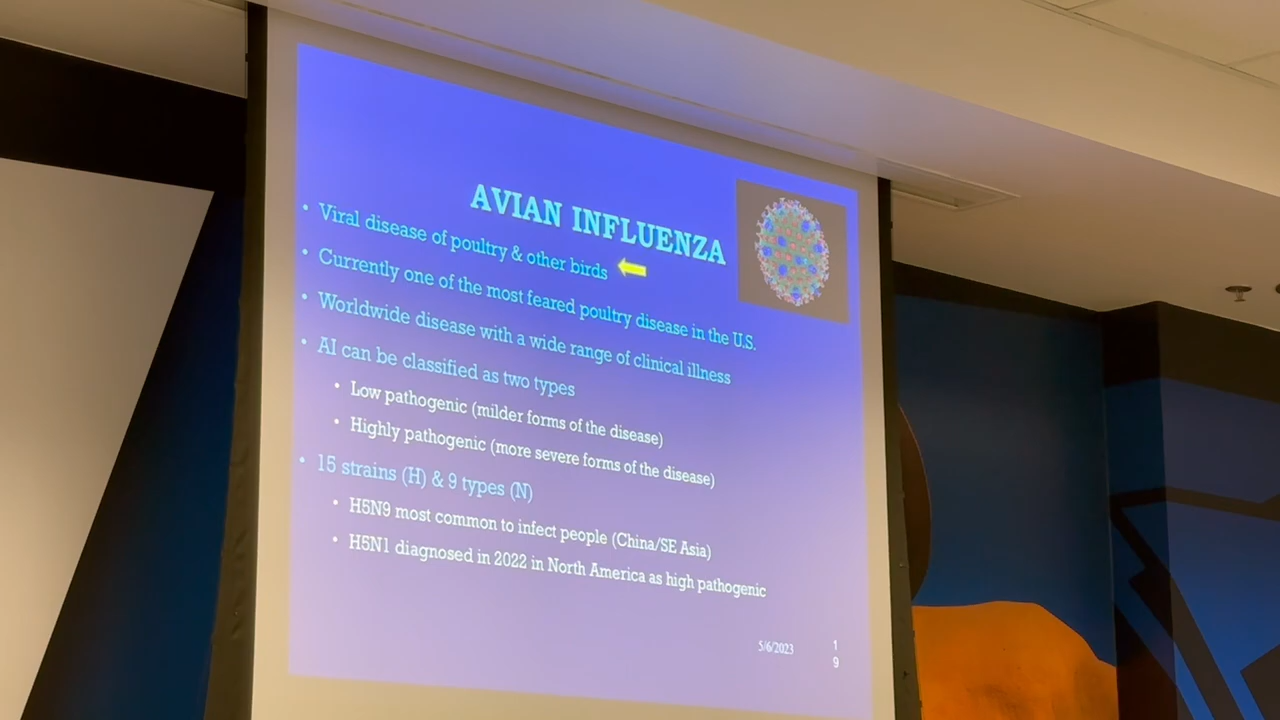 AVIAN INFLUENZA
• Viral disease of poultry & other birds
• Currently one of the most feared poultry disease in the U.S.
• Worldwide disease with a wide range of clinical illness
• AI can be classified as two types
• Low pathogenic (milder forms of the disease)
• Highly pathogenic (more severe forms of the disease)
• 15 strains (H) & 9 types (N)
• H5N9 most common to infect people (China/SE Asia)
• H5N1 diagnosed in 2022 in North America as high pathogenic
5/6/2023
1
9